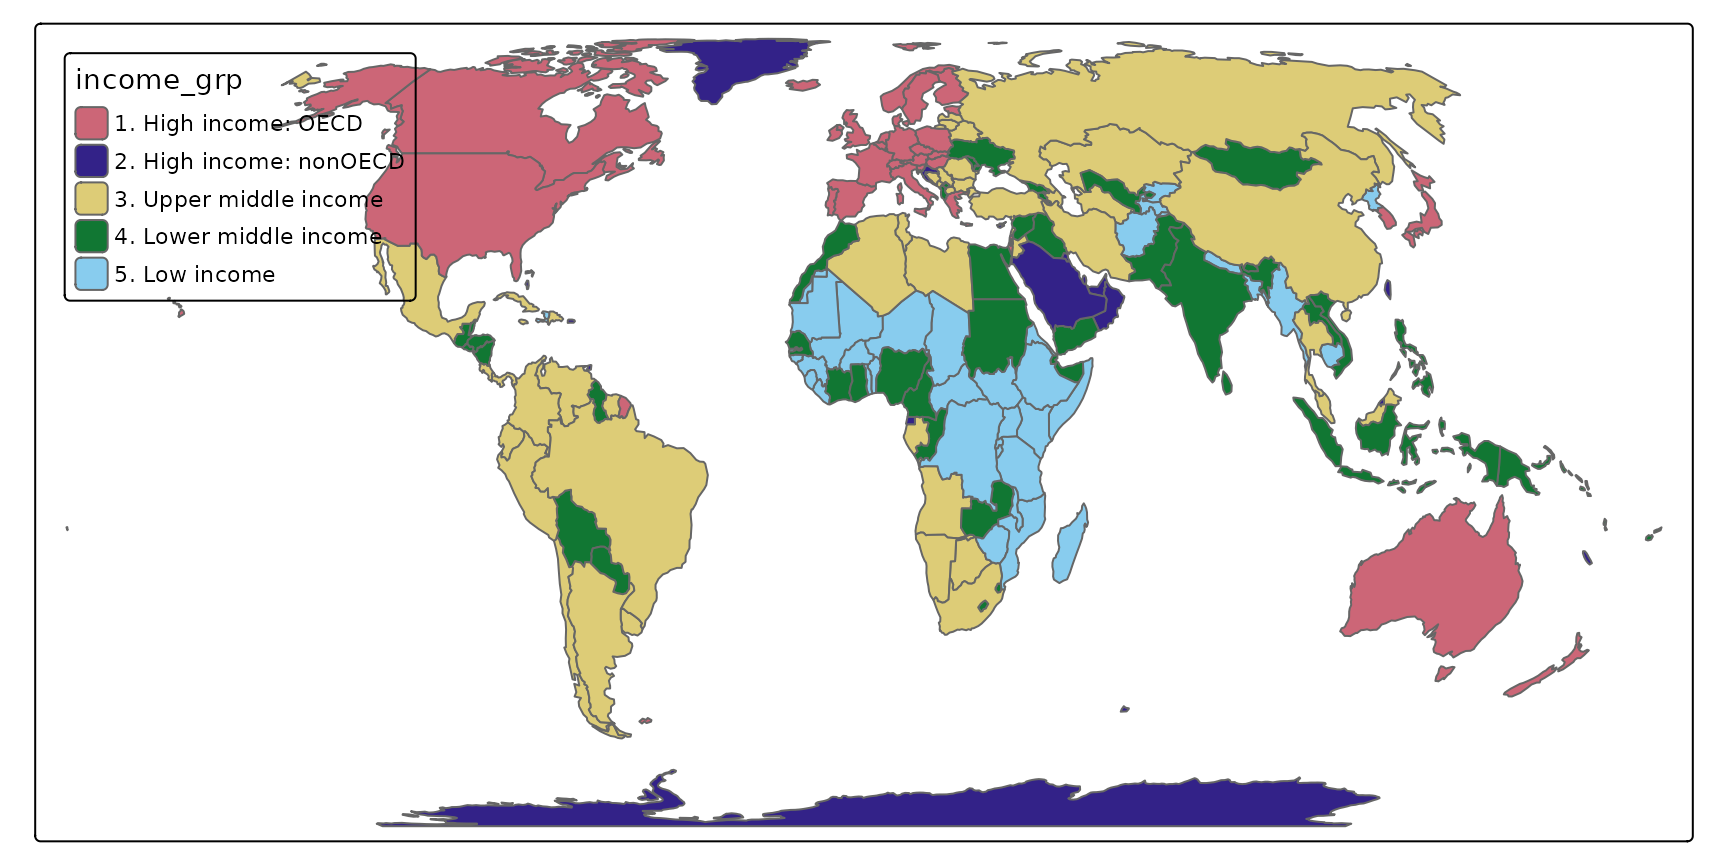 income_grp
1. High income: OECD
2. High income: nonOECD
3. Upper middle income
4. Lower middle income
5. Low income